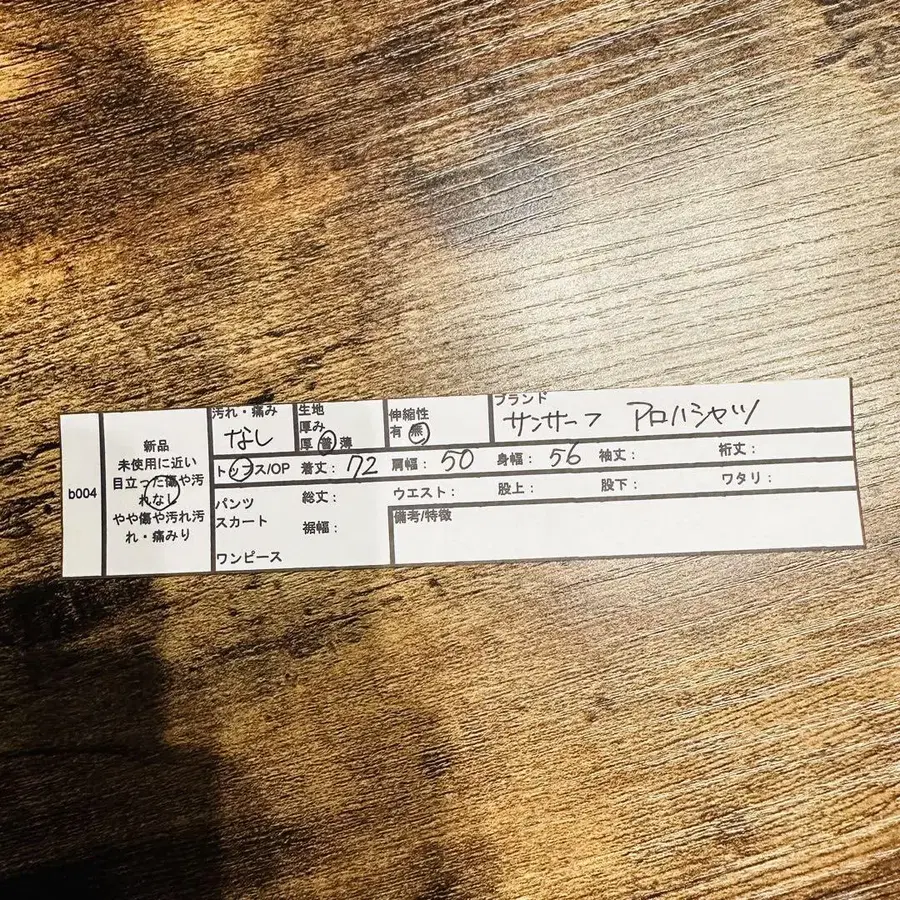 b004
新品
未使用に近い
目立った傷や汚
れなし
やや傷や汚れ汚
れ・痛みり
汚れ・痛み
なし
生地
厚み
厚 普 薄
伸縮性
有 無
ブランド
サンサーフ アロハシャツ
トップス/OP 着丈: 72 肩幅: 50 身幅: 56 袖丈: 裄丈:
パンツ
スカート
ワンピース
総丈: ウエスト: 股上: 股下: ワタリ:
裾幅:
備考/特徴